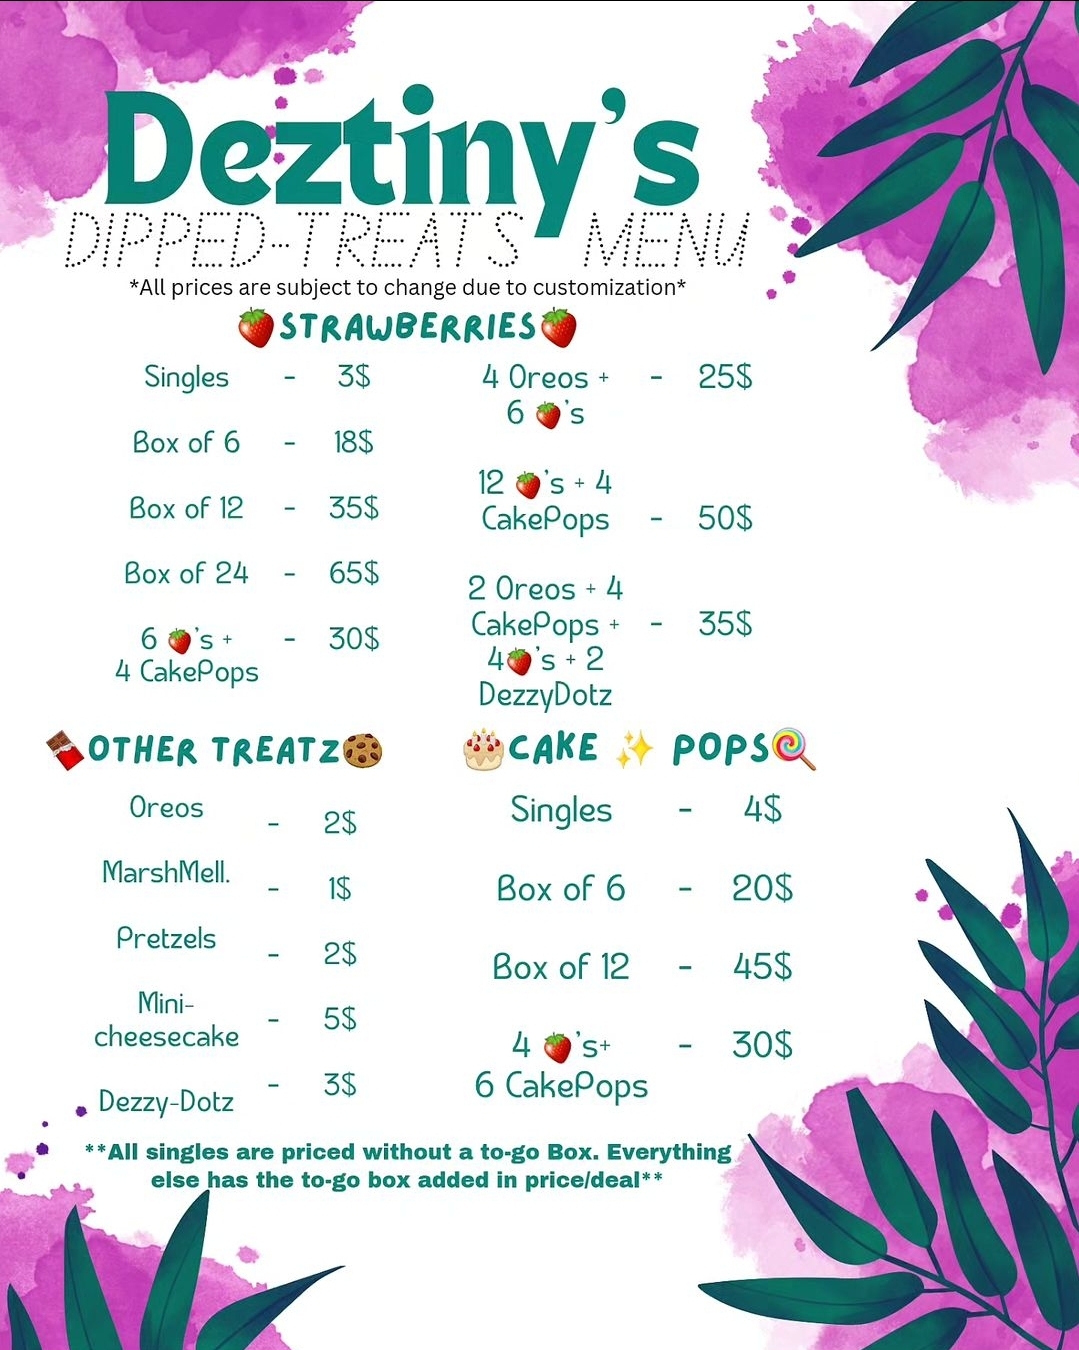 Deztiny's
DIPPED-TREATS MENU
*All prices are subject to change due to customization*
🍓STRAWBERRIES🍓
Singles - 3$
Box of 6 - 18$
Box of 12 - 35$
Box of 24 - 65$
6 🍓's + - 30$
4 CakePops
4 Oreos + - 25$
6 🍓's
12 🍓's + 4
CakePops - 50$
2 Oreos + 4
CakePops + - 35$
4🍓's + 2
DezzyDotz
🍫OTHER TREATZ🍪
Oreos - 2$
MarshMell. - 1$
Pretzels - 2$
Mini-
cheesecake - 5$
Dezzy-Dotz - 3$
🎂CAKE ✨ POPS🍭
Singles - 4$
Box of 6 - 20$
Box of 12 - 45$
4 🍓's+ - 30$
6 CakePops
**All singles are priced without a to-go Box. Everything
else has the to-go box added in price/deal**